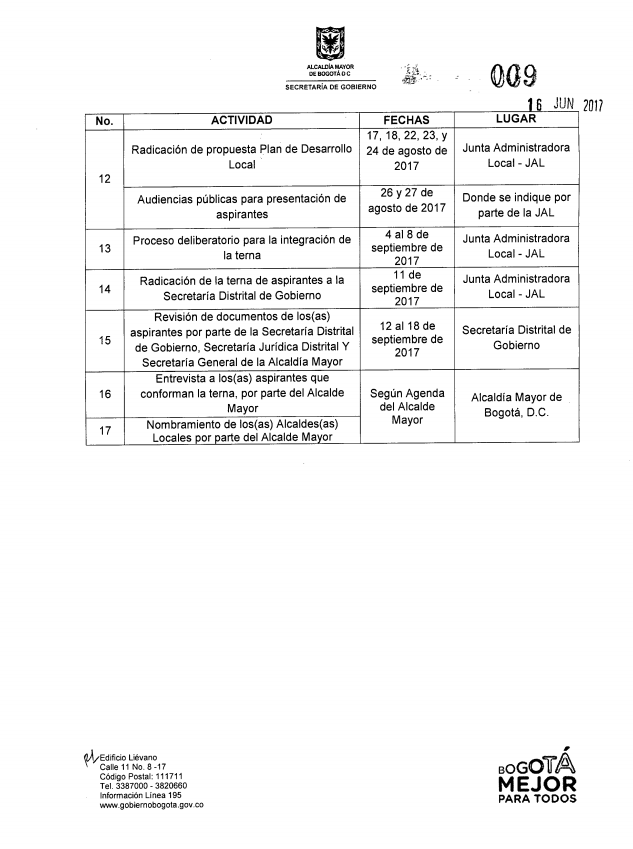 ALCALDÍA MAYOR
DE BOGOTÁ D C
SECRETARÍA DE GOBIERNO
009
16 JUN 2017
No. ACTIVIDAD FECHAS LUGAR
12
Radicación de propuesta Plan de Desarrollo
Local
17, 18, 22, 23, y
24 de agosto de
2017
Junta Administradora
Local - JAL
Audiencias públicas para presentación de
aspirantes
26 y 27 de
agosto de 2017
Donde se indique por
parte de la JAL
13
Proceso deliberatorio para la integración de
la terna
4 al 8 de
septiembre de
2017
Junta Administradora
Local - JAL
14
Radicación de la terna de aspirantes a la
Secretaría Distrital de Gobierno
11 de
septiembre de
2017
Junta Administradora
Local - JAL
15
Revisión de documentos de los(as)
aspirantes por parte de la Secretaría Distrital
de Gobierno, Secretaría Jurídica Distrital Y
Secretaría General de la Alcaldía Mayor
12 al 18 de
septiembre de
2017
Secretaría Distrital de
Gobierno
16
Entrevista a los(as) aspirantes que
conforman la terna, por parte del Alcalde
Mayor
Según Agenda
del Alcalde
Mayor
Alcaldía Mayor de
Bogotá, D.C.
17
Nombramiento de los(as) Alcaldes(as)
Locales por parte del Alcalde Mayor
Edificio Liévano
Calle 11 No. 8 -17
Código Postal: 111711
Tel. 3387000 - 3820660
Información Línea 195
www.gobiernobogota.gov.co
BOGOTÁ
MEJOR
PARA TODOS